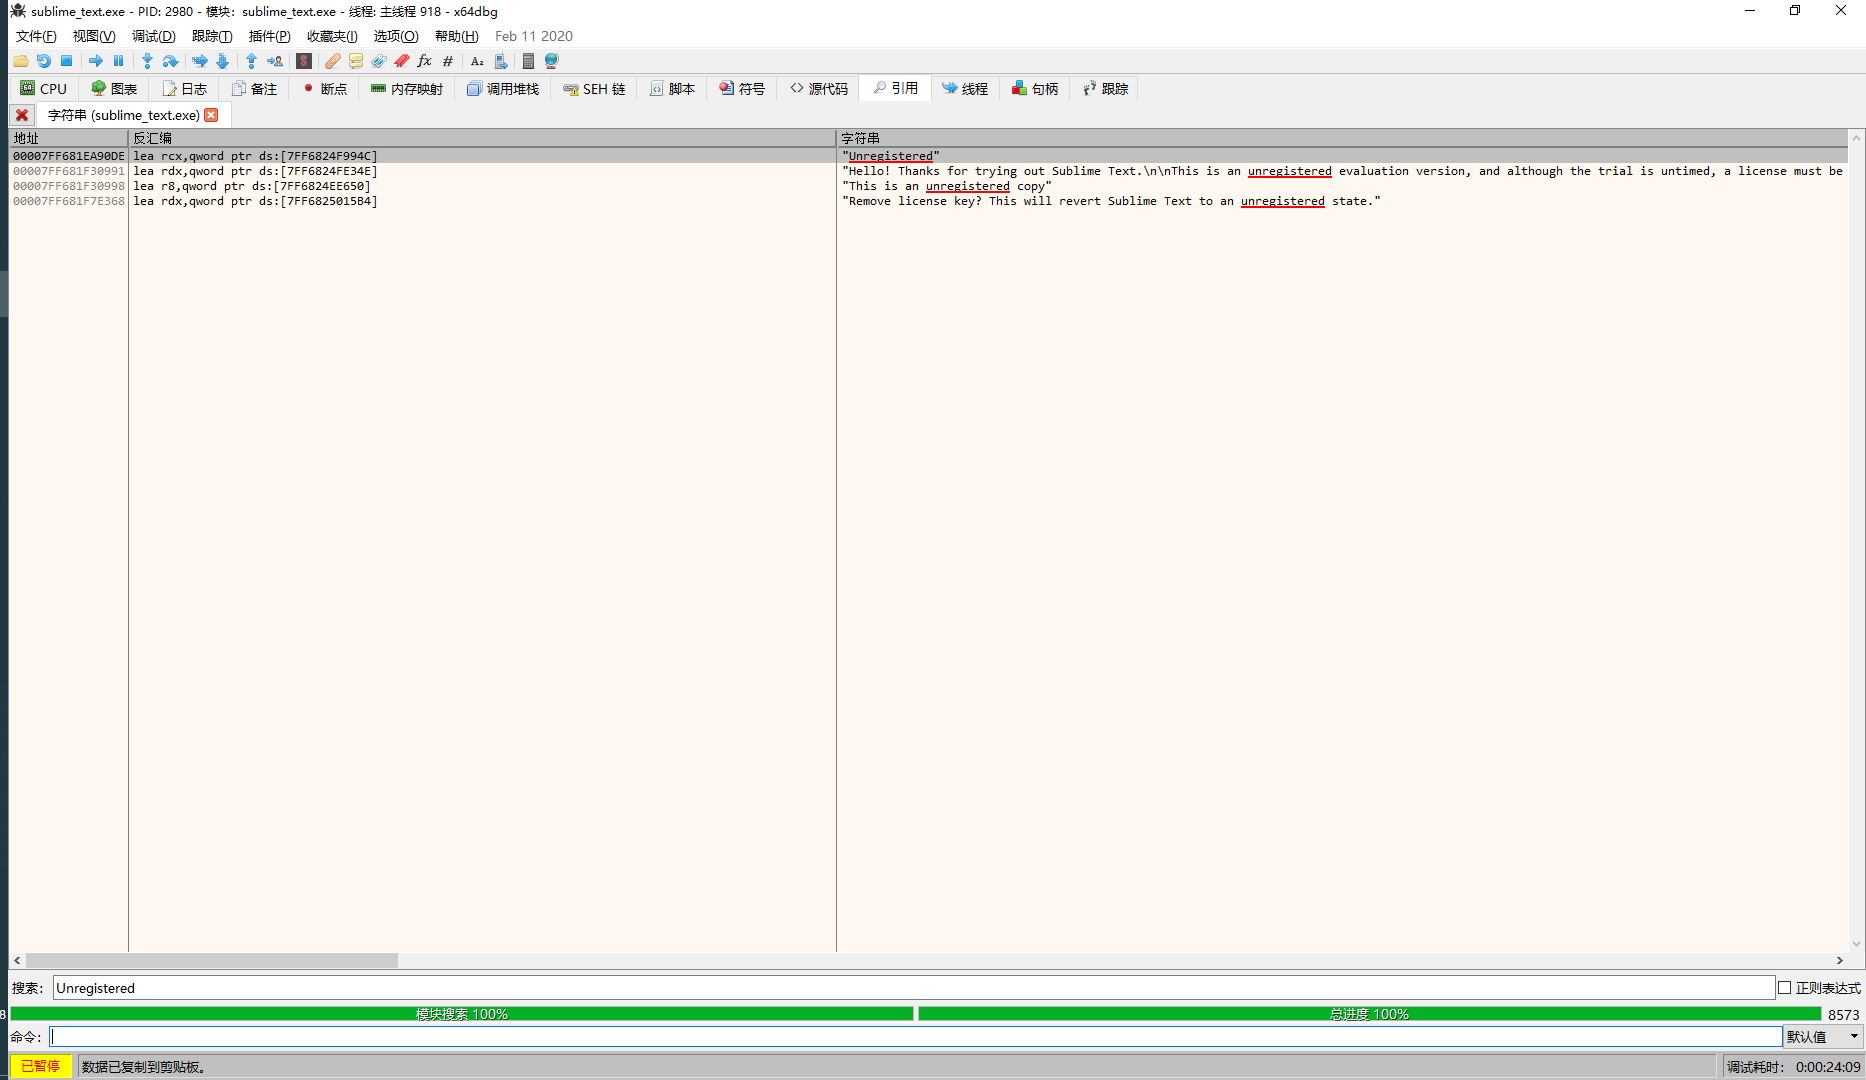 sublime_text.exe - PID: 2980 - 模块: sublime_text.exe - 线程: 主线程 918 - x64dbg
文件(F) 视图(V) 调试(D) 跟踪(T) 插件(P) 收藏夹(I) 选项(O) 帮助(H) Feb 11 2020
CPU 图表 日志 备注 断点 内存映射 调用堆栈 SEH 链 脚本 符号 源代码 引用 线程 句柄 跟踪
字符串 (sublime_text.exe)
地址 反汇编 字符串
00007FF681EA90DE lea rcx,qword ptr ds:[7FF6824F994C] "Unregistered"
00007FF681F30991 lea rdx,qword ptr ds:[7FF6824FE34E] "Hello! Thanks for trying out Sublime Text.\n\nThis is an unregistered evaluation version, and although the trial is untimed, a license must be
00007FF681F30998 lea r8,qword ptr ds:[7FF6824EE650] "This is an unregistered copy"
00007FF681F7E368 lea rdx,qword ptr ds:[7FF6825015B4] "Remove license key? This will revert Sublime Text to an unregistered state."
搜索: Unregistered 正则表达式
8 模块搜索 100% 总进度 100% 8573
命令: 默认值
已暂停 数据已复制到剪贴板。 调试耗时: 0:00:24:09